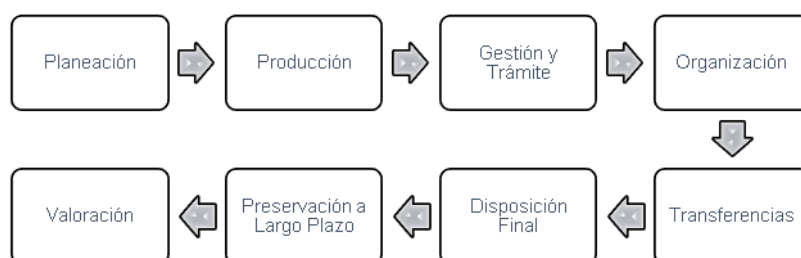 Planeación
Producción
Gestión y
Trámite
Organización
Transferencias
Disposición
Final
Preservación a
Largo Plazo
Valoración